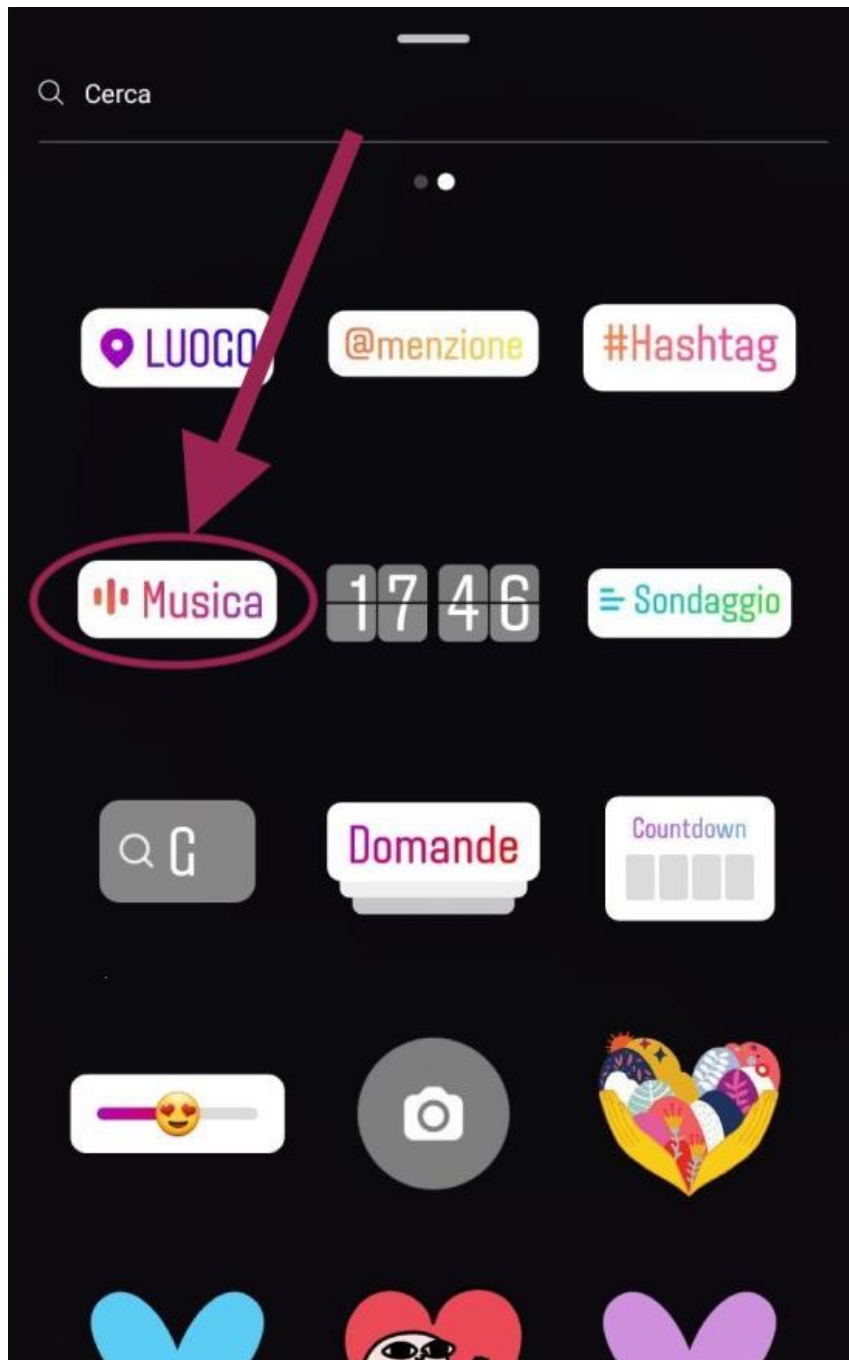 Cerca
LUOGO
@menzione
#Hashtag
Musica
17 46
Sondaggio
G
Domande
Countdown